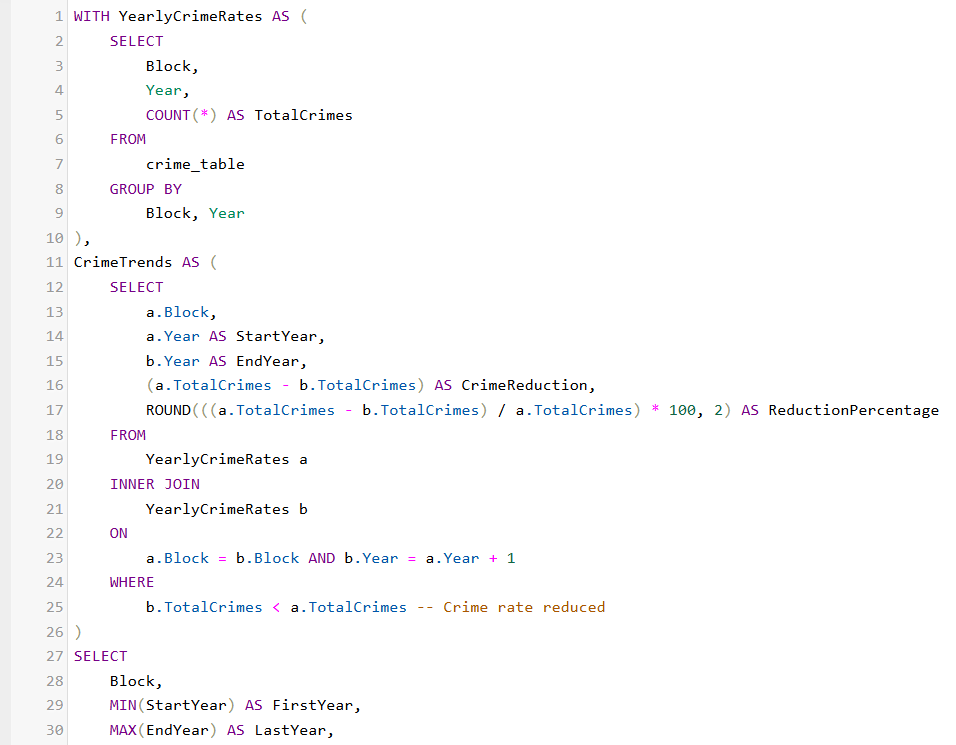 1 WITH YearlyCrimeRates AS (
2     SELECT
3         Block,
4         Year,
5         COUNT(*) AS TotalCrimes
6     FROM
7         crime_table
8     GROUP BY
9         Block, Year
10 ),
11 CrimeTrends AS (
12     SELECT
13         a.Block,
14         a.Year AS StartYear,
15         b.Year AS EndYear,
16         (a.TotalCrimes - b.TotalCrimes) AS CrimeReduction,
17         ROUND(((a.TotalCrimes - b.TotalCrimes) / a.TotalCrimes) * 100, 2) AS ReductionPercentage
18     FROM
19         YearlyCrimeRates a
20     INNER JOIN
21         YearlyCrimeRates b
22     ON
23         a.Block = b.Block AND b.Year = a.Year + 1
24     WHERE
25         b.TotalCrimes < a.TotalCrimes -- Crime rate reduced
26 )
27 SELECT
28     Block,
29     MIN(StartYear) AS FirstYear,
30     MAX(EndYear) AS LastYear,